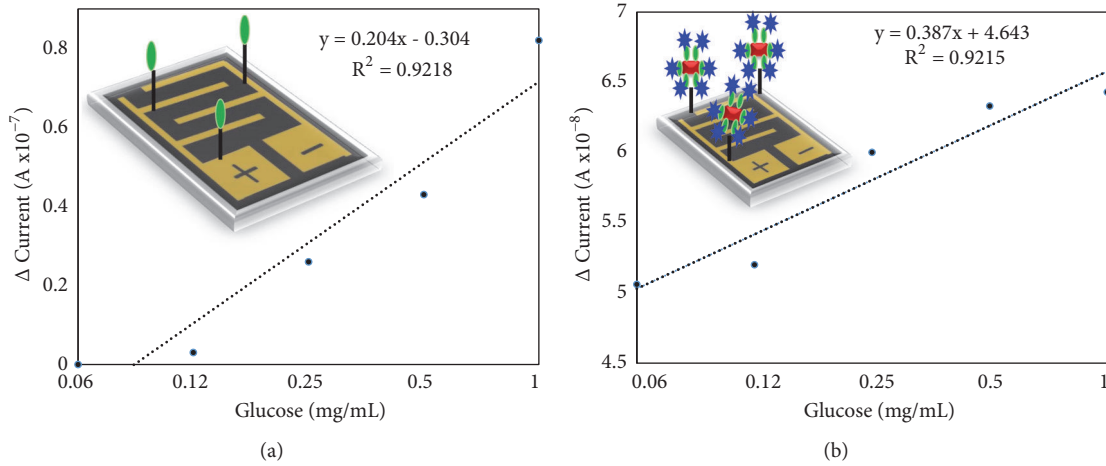 y = 0.204x - 0.304
R² = 0.9218
Δ Current (A x10⁻⁷)
0.8
0.6
0.4
0.2
0
+ −
0.06 0.12 0.25 0.5 1
Glucose (mg/mL)
(a)
y = 0.387x + 4.643
R² = 0.9215
Δ Current (A x10⁻⁸)
7
6.5
6
5.5
5
4.5
+ −
0.06 0.12 0.25 0.5 1
Glucose (mg/mL)
(b)